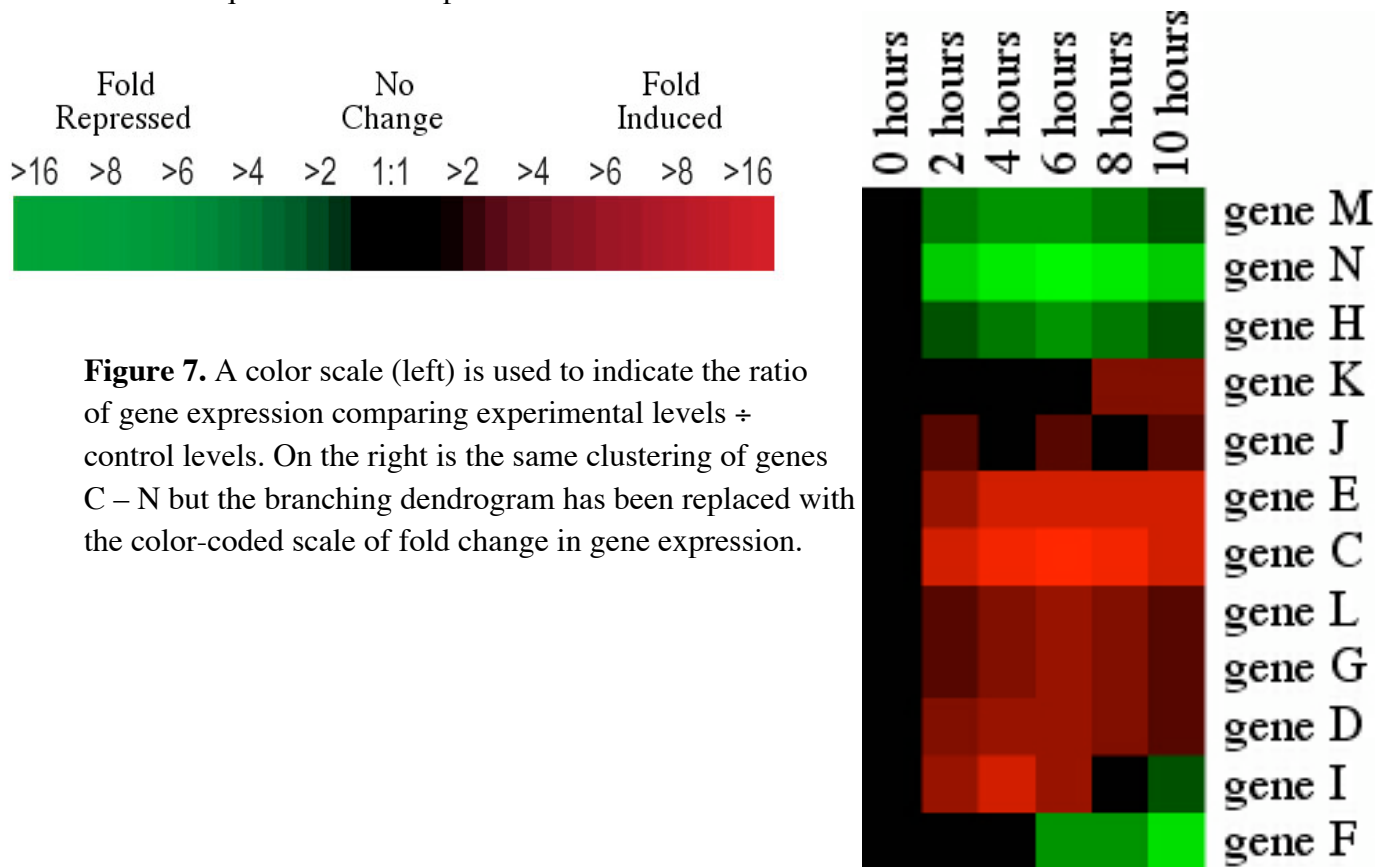 Fold
Repressed
No
Change
Fold
Induced
>16 >8 >6 >4 >2 1:1 >2 >4 >6 >8 >16
Figure 7. A color scale (left) is used to indicate the ratio
of gene expression comparing experimental levels ÷
control levels. On the right is the same clustering of genes
C – N but the branching dendrogram has been replaced with
the color-coded scale of fold change in gene expression.
0 hours
2 hours
4 hours
6 hours
8 hours
10 hours
gene M
gene N
gene H
gene K
gene J
gene E
gene C
gene L
gene G
gene D
gene I
gene F